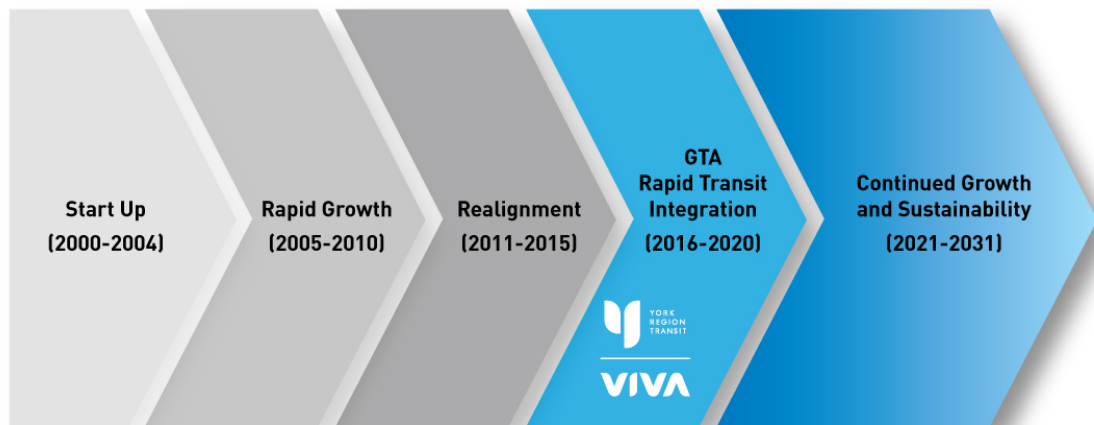 Start Up
(2000-2004)
Rapid Growth
(2005-2010)
Realignment
(2011-2015)
GTA
Rapid Transit
Integration
(2016-2020)
YORK
REGION
TRANSIT
VIVA
Continued Growth
and Sustainability
(2021-2031)